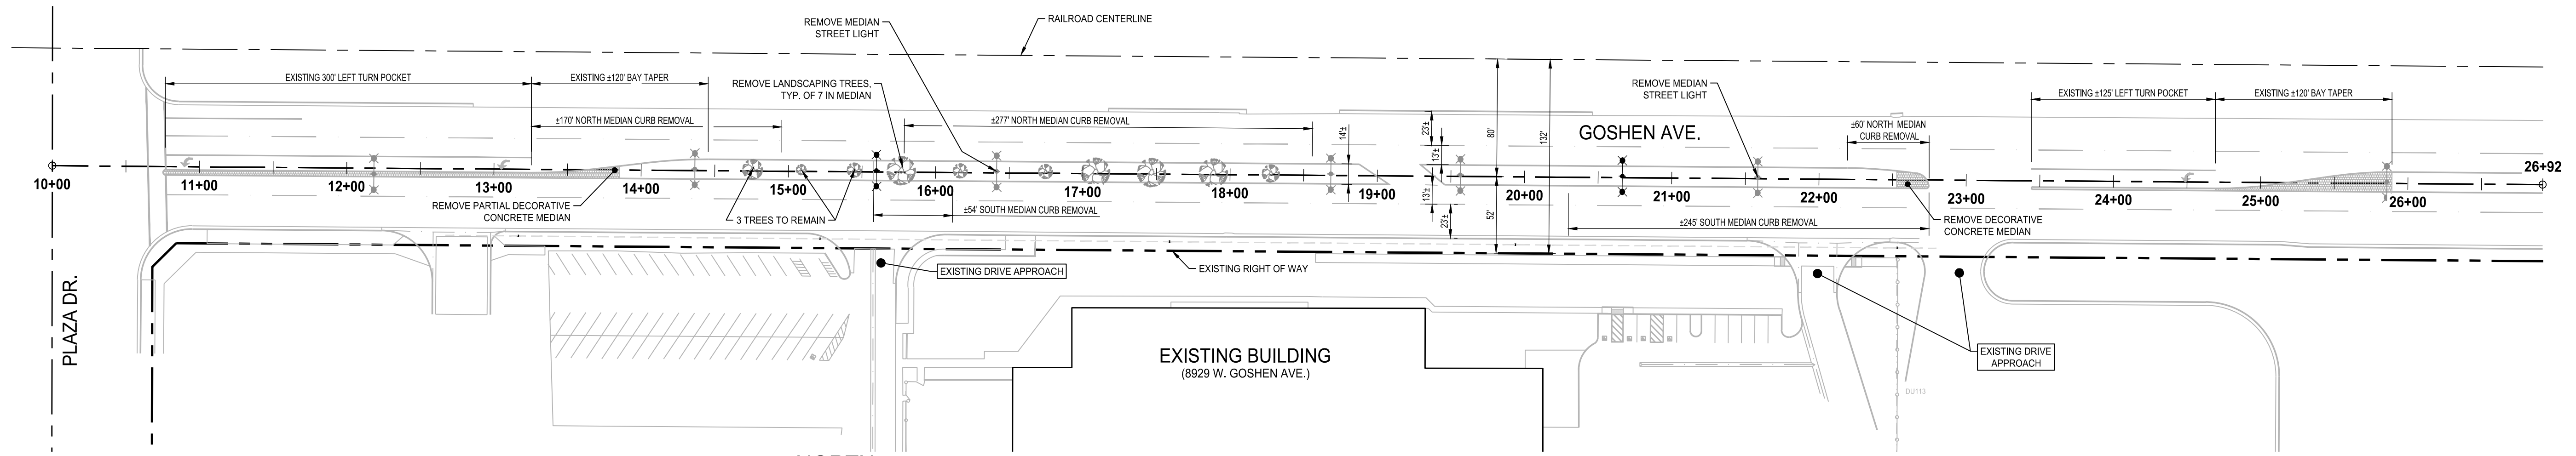 REMOVE MEDIAN
STREET LIGHT
RAILROAD CENTERLINE
EXISTING 300' LEFT TURN POCKET
EXISTING ±120' BAY TAPER
REMOVE LANDSCAPING TREES,
TYP. OF 7 IN MEDIAN
REMOVE MEDIAN
STREET LIGHT
EXISTING ±125' LEFT TURN POCKET
EXISTING ±120' BAY TAPER
±170' NORTH MEDIAN CURB REMOVAL
±277' NORTH MEDIAN CURB REMOVAL
14'±
23'±
13'±
80'
132'
GOSHEN AVE.
±60' NORTH MEDIAN
CURB REMOVAL
10+00
11+00
12+00
13+00
14+00
15+00
16+00
17+00
18+00
19+00
20+00
21+00
22+00
23+00
24+00
25+00
26+00
26+92
REMOVE PARTIAL DECORATIVE
CONCRETE MEDIAN
3 TREES TO REMAIN
±54' SOUTH MEDIAN CURB REMOVAL
13'±
23'±
52'
±245' SOUTH MEDIAN CURB REMOVAL
REMOVE DECORATIVE
CONCRETE MEDIAN
PLAZA DR.
EXISTING DRIVE APPROACH
EXISTING RIGHT OF WAY
EXISTING BUILDING
(8929 W. GOSHEN AVE.)
EXISTING DRIVE
APPROACH
DU113